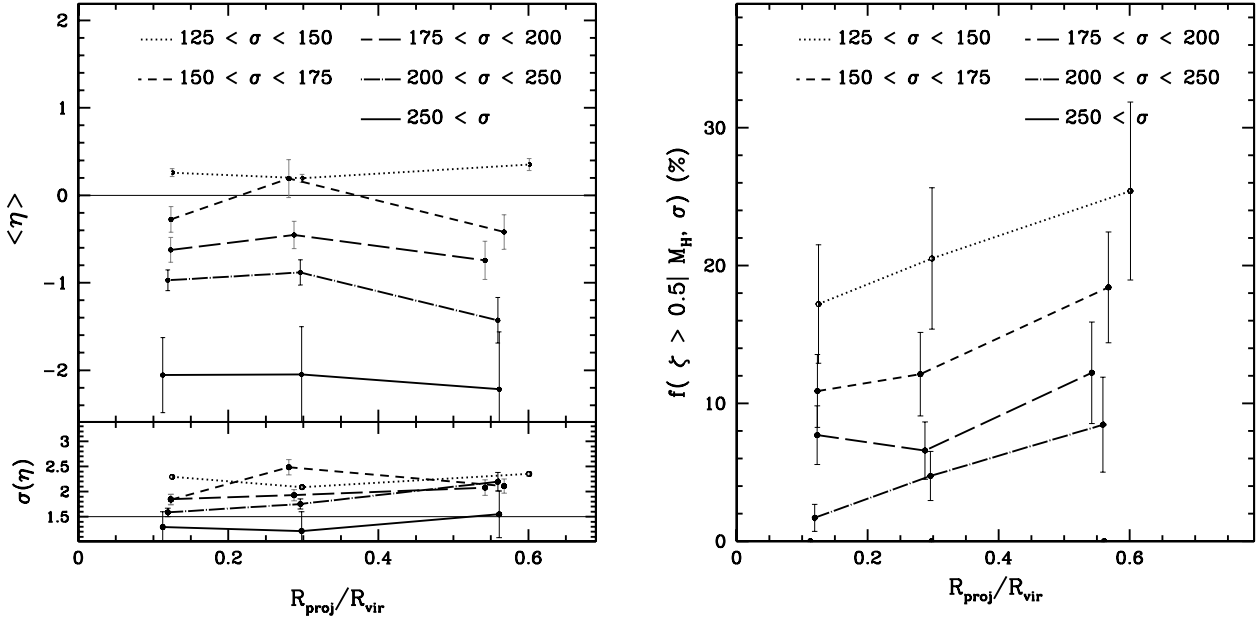 2
125 < σ < 150
175 < σ < 200
150 < σ < 175
200 < σ < 250
250 < σ
1
0
−1
−2
<η>
3
2.5
2
1.5
σ(η)
0 0.2 0.4 0.6
R_proj/R_vir
125 < σ < 150
175 < σ < 200
150 < σ < 175
200 < σ < 250
250 < σ
30
20
10
0
f( ζ > 0.5| M_H, σ) (%)
0 0.2 0.4 0.6
R_proj/R_vir